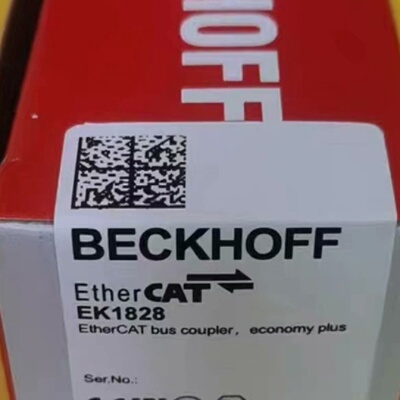 HOFF
BECKHOFF
EtherCAT
EK1828
EtherCAT bus coupler, economy plus
Ser.No.: